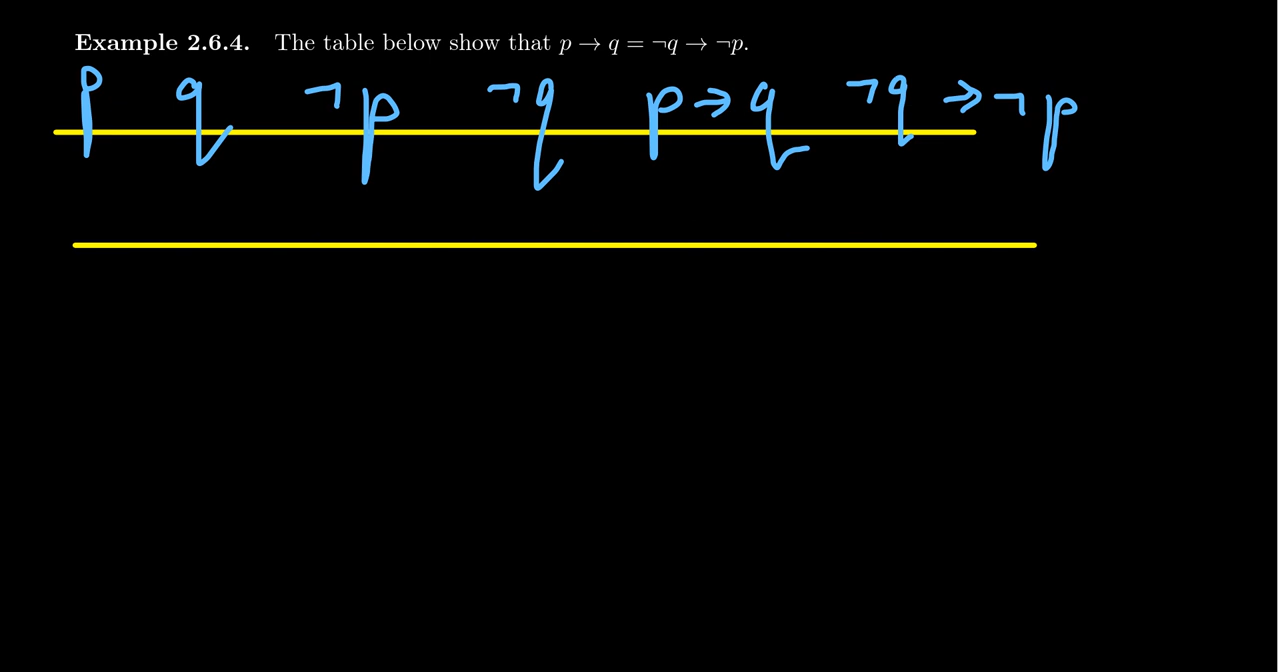 Example 2.6.4. The table below show that p → q = ¬q → ¬p.
p q ¬p ¬q p→q ¬q→¬p